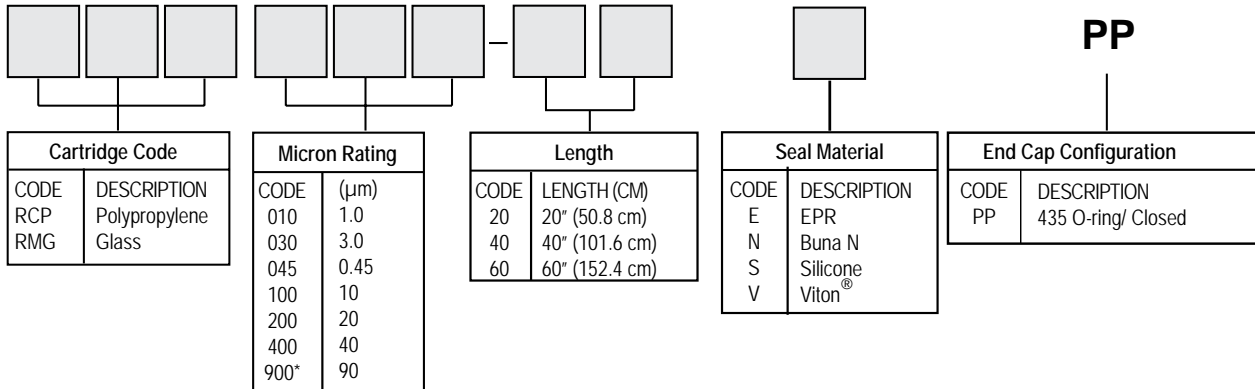 PP
Cartridge Code
CODE DESCRIPTION
RCP Polypropylene
RMG Glass
Micron Rating
CODE (µm)
010 1.0
030 3.0
045 0.45
100 10
200 20
400 40
900* 90
Length
CODE LENGTH (CM)
20 20" (50.8 cm)
40 40" (101.6 cm)
60 60" (152.4 cm)
Seal Material
CODE DESCRIPTION
E EPR
N Buna N
S Silicone
V Viton®
End Cap Configuration
CODE DESCRIPTION
PP 435 O-ring/ Closed